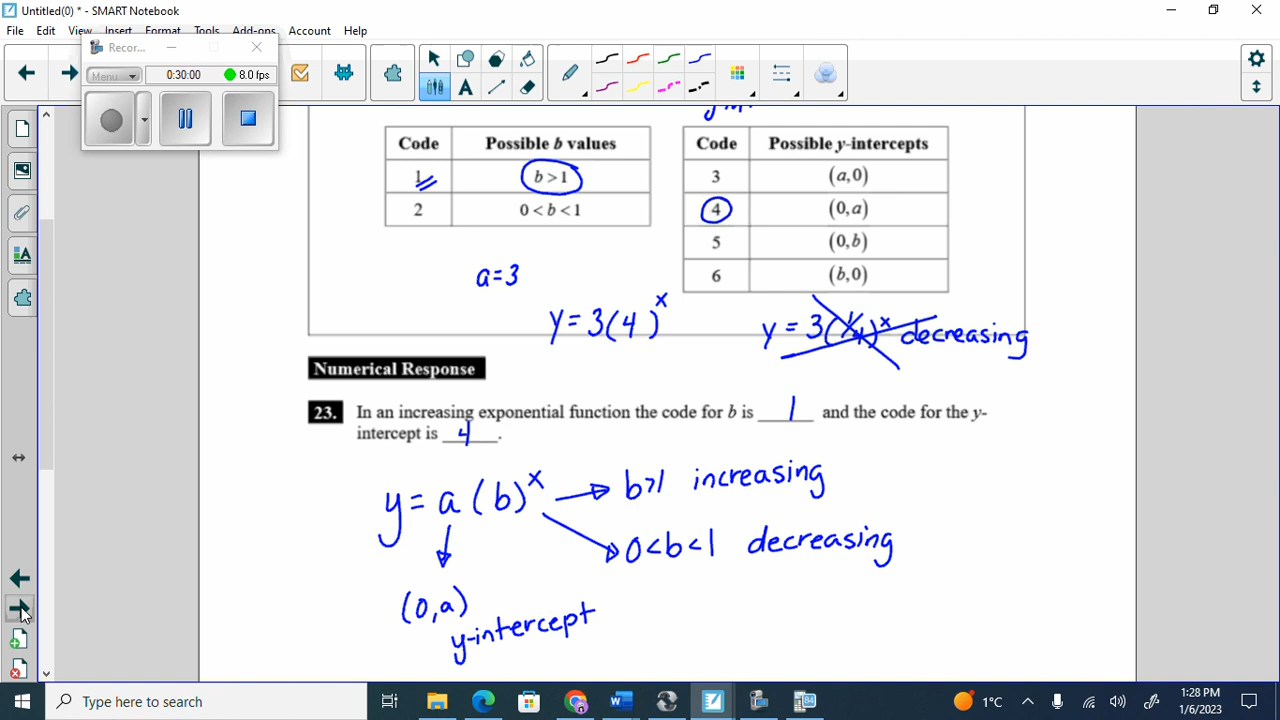 Untitled(0) * - SMART Notebook
File Edit View Insert Format Tools Add-ons Account Help
Recor...
Menu 0:30:00 8.0 fps
Code Possible b values
1 b > 1
2 0 < b < 1
Code Possible y-intercepts
3 (a,0)
4 (0,a)
5 (0,b)
6 (b,0)
a=3
y = 3(4)^x
y = 3(1/4)^x decreasing
Numerical Response
23. In an increasing exponential function the code for b is 1 and the code for the y-
intercept is 4.
y = a(b)^x
b>1 increasing
0<b<1 decreasing
(0,a)
y-intercept
Type here to search
1°C
1:28 PM
1/6/2023